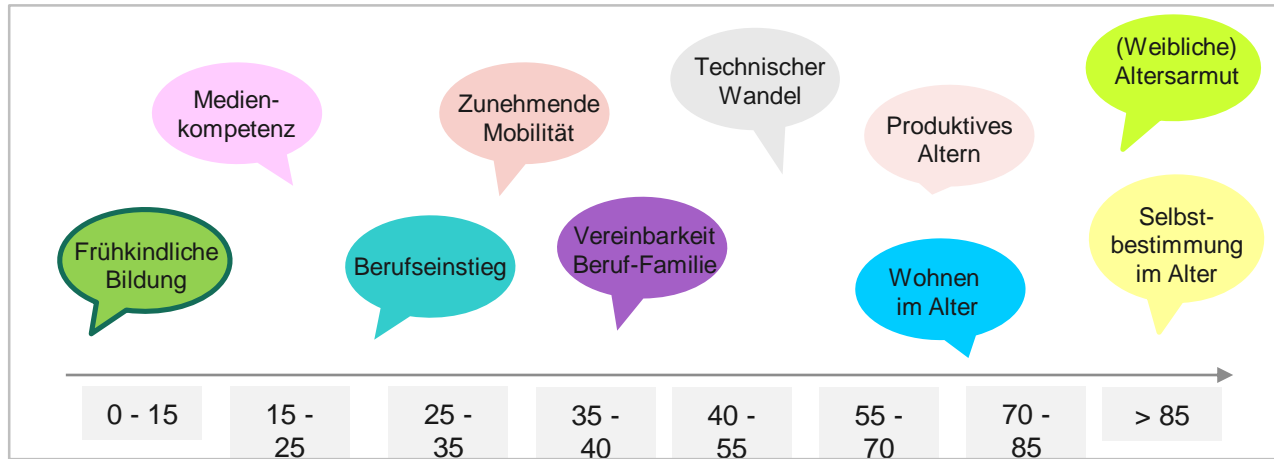 Medien-
kompetenz
Zunehmende
Mobilität
Technischer
Wandel
Produktives
Altern
(Weibliche)
Altersarmut
Frühkindliche
Bildung
Berufseinstieg
Vereinbarkeit
Beruf-Familie
Wohnen
im Alter
Selbst-
bestimmung
im Alter
0 - 15
15 -
25
25 -
35
35 -
40
40 -
55
55 -
70
70 -
85
> 85